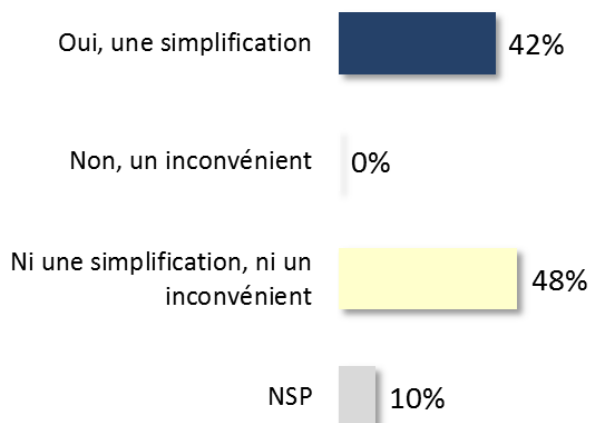 Oui, une simplification 42%
Non, un inconvénient 0%
Ni une simplification, ni un
inconvénient 48%
NSP 10%